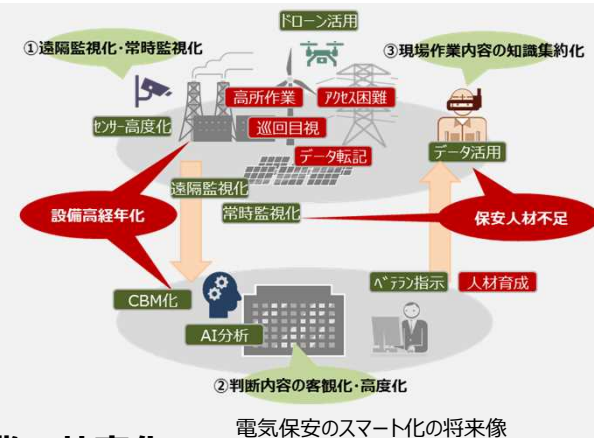 ドローン活用
①遠隔監視化・常時監視化
③現場作業内容の知識集約化
高所作業
アクセス困難
センサー高度化
巡回目視
データ転記
データ活用
遠隔監視化
常時監視化
設備高経年化
保安人材不足
CBM化
ベテラン指示
人材育成
AI分析
②判断内容の客観化・高度化
電気保安のスマート化の将来像